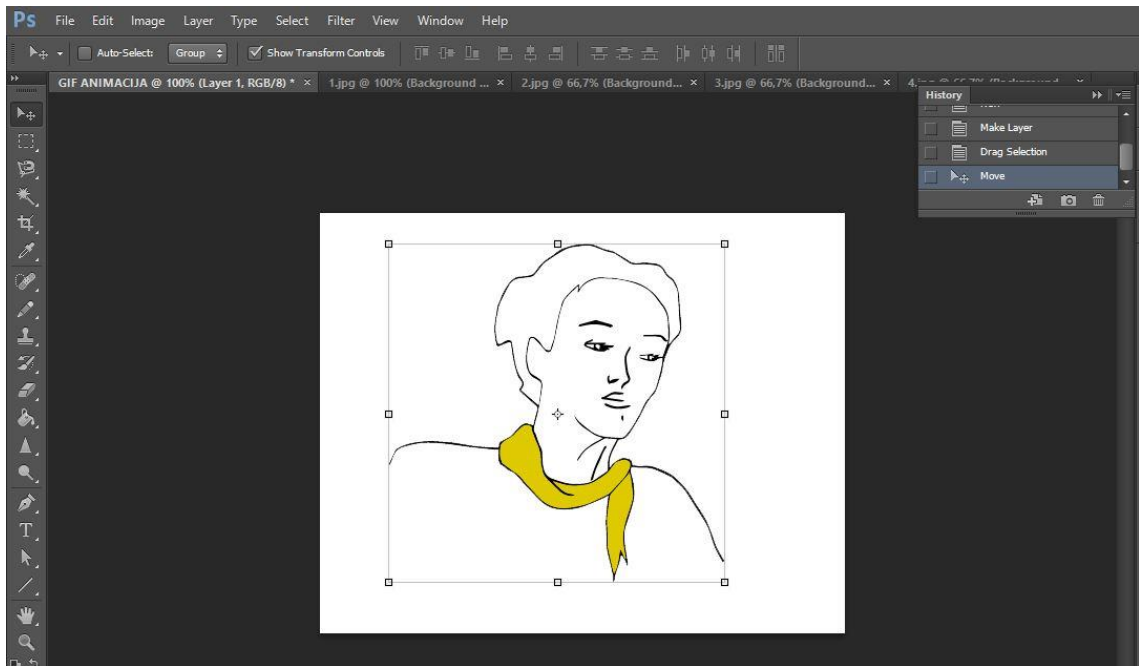 Ps File Edit Image Layer Type Select Filter View Window Help
Auto-Select: Group Show Transform Controls
GIF ANIMACIJA @ 100% (Layer 1, RGB/8) * × 1.jpg @ 100% (Background ... × 2.jpg @ 66,7% (Background... × 3.jpg @ 66,7% (Background... ×
History
Make Layer
Drag Selection
Move